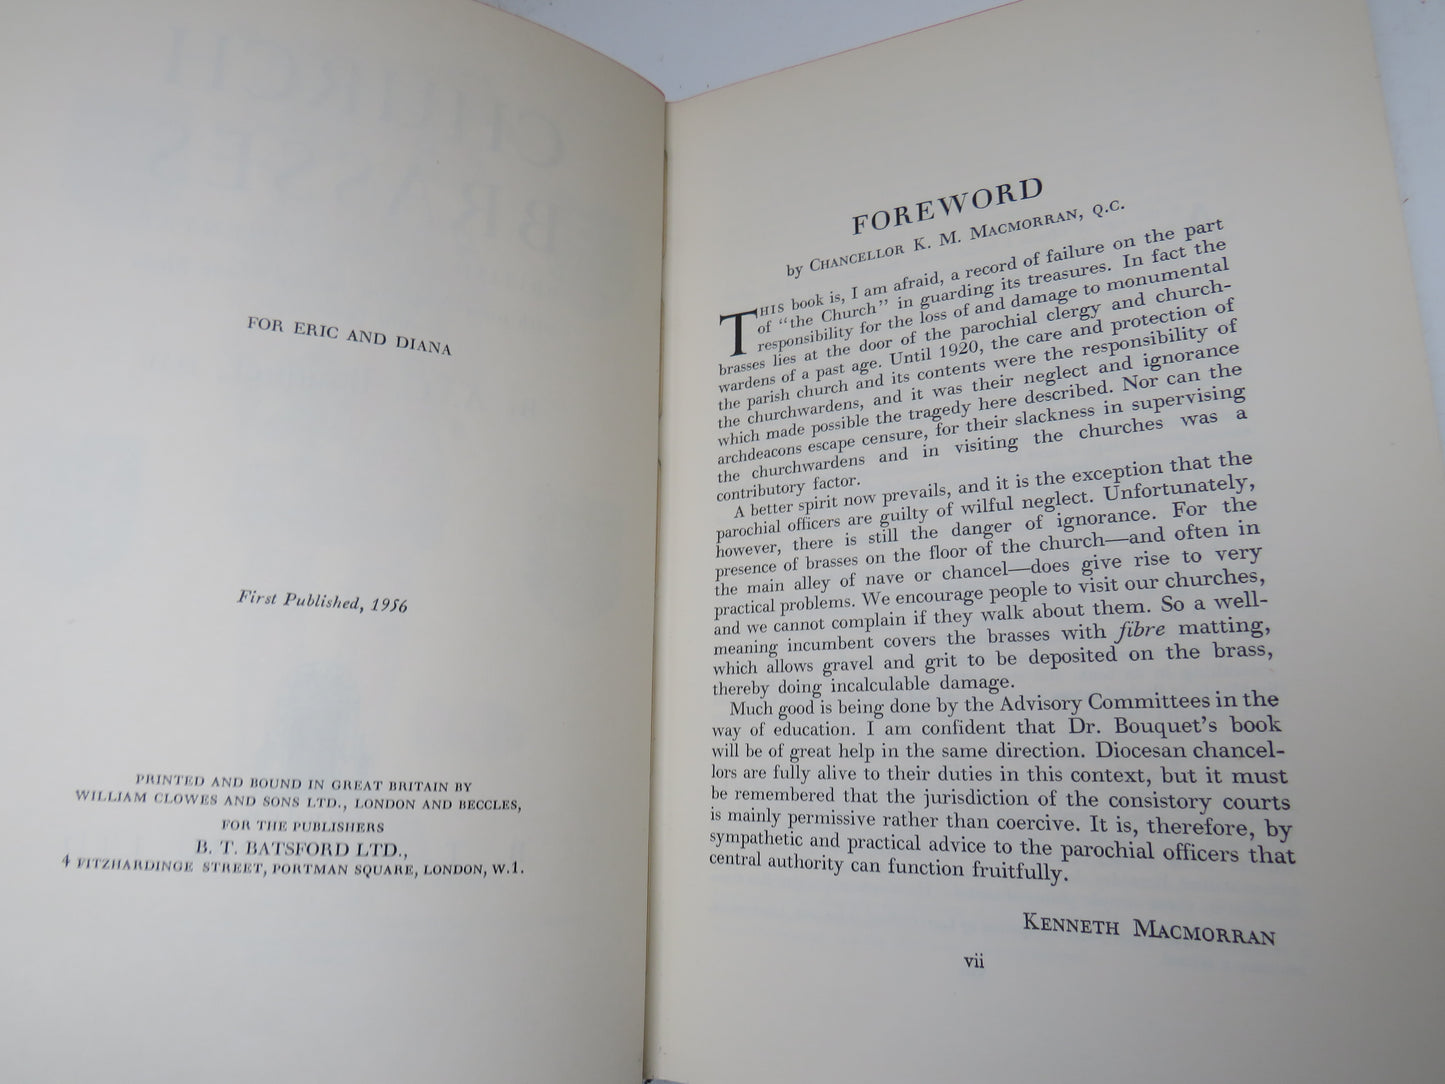 FOR ERIC AND DIANA
First Published, 1956
PRINTED AND BOUND IN GREAT BRITAIN BY
WILLIAM CLOWES AND SONS LTD., LONDON AND BECCLES,
FOR THE PUBLISHERS
B. T. BATSFORD LTD.,
4 FITZHARDINGE STREET, PORTMAN SQUARE, LONDON, W.1.
FOREWORD
by CHANCELLOR K. M. MACMORRAN, Q.C.
THIS book is, I am afraid, a record of failure on the part
of "the Church" in guarding its treasures. In fact the
responsibility for the loss of and damage to monumental
brasses lies at the door of the parochial clergy and church-
wardens of a past age. Until 1920, the care and protection of
the parish church and its contents were the responsibility of
the churchwardens, and it was their neglect and ignorance
which made possible the tragedy here described. Nor can the
archdeacons escape censure, for their slackness in supervising
the churchwardens and in visiting the churches was a
contributory factor.
A better spirit now prevails, and it is the exception that the
parochial officers are guilty of wilful neglect. Unfortunately,
however, there is still the danger of ignorance. For the
presence of brasses on the floor of the church—and often in
the main alley of nave or chancel—does give rise to very
practical problems. We encourage people to visit our churches,
and we cannot complain if they walk about them. So a well-
meaning incumbent covers the brasses with fibre matting,
which allows gravel and grit to be deposited on the brass,
thereby doing incalculable damage.
Much good is being done by the Advisory Committees in the
way of education. I am confident that Dr. Bouquet's book
will be of great help in the same direction. Diocesan chancel-
lors are fully alive to their duties in this context, but it must
be remembered that the jurisdiction of the consistory courts
is mainly permissive rather than coercive. It is, therefore, by
sympathetic and practical advice to the parochial officers that
central authority can function fruitfully.
KENNETH MACMORRAN
vii